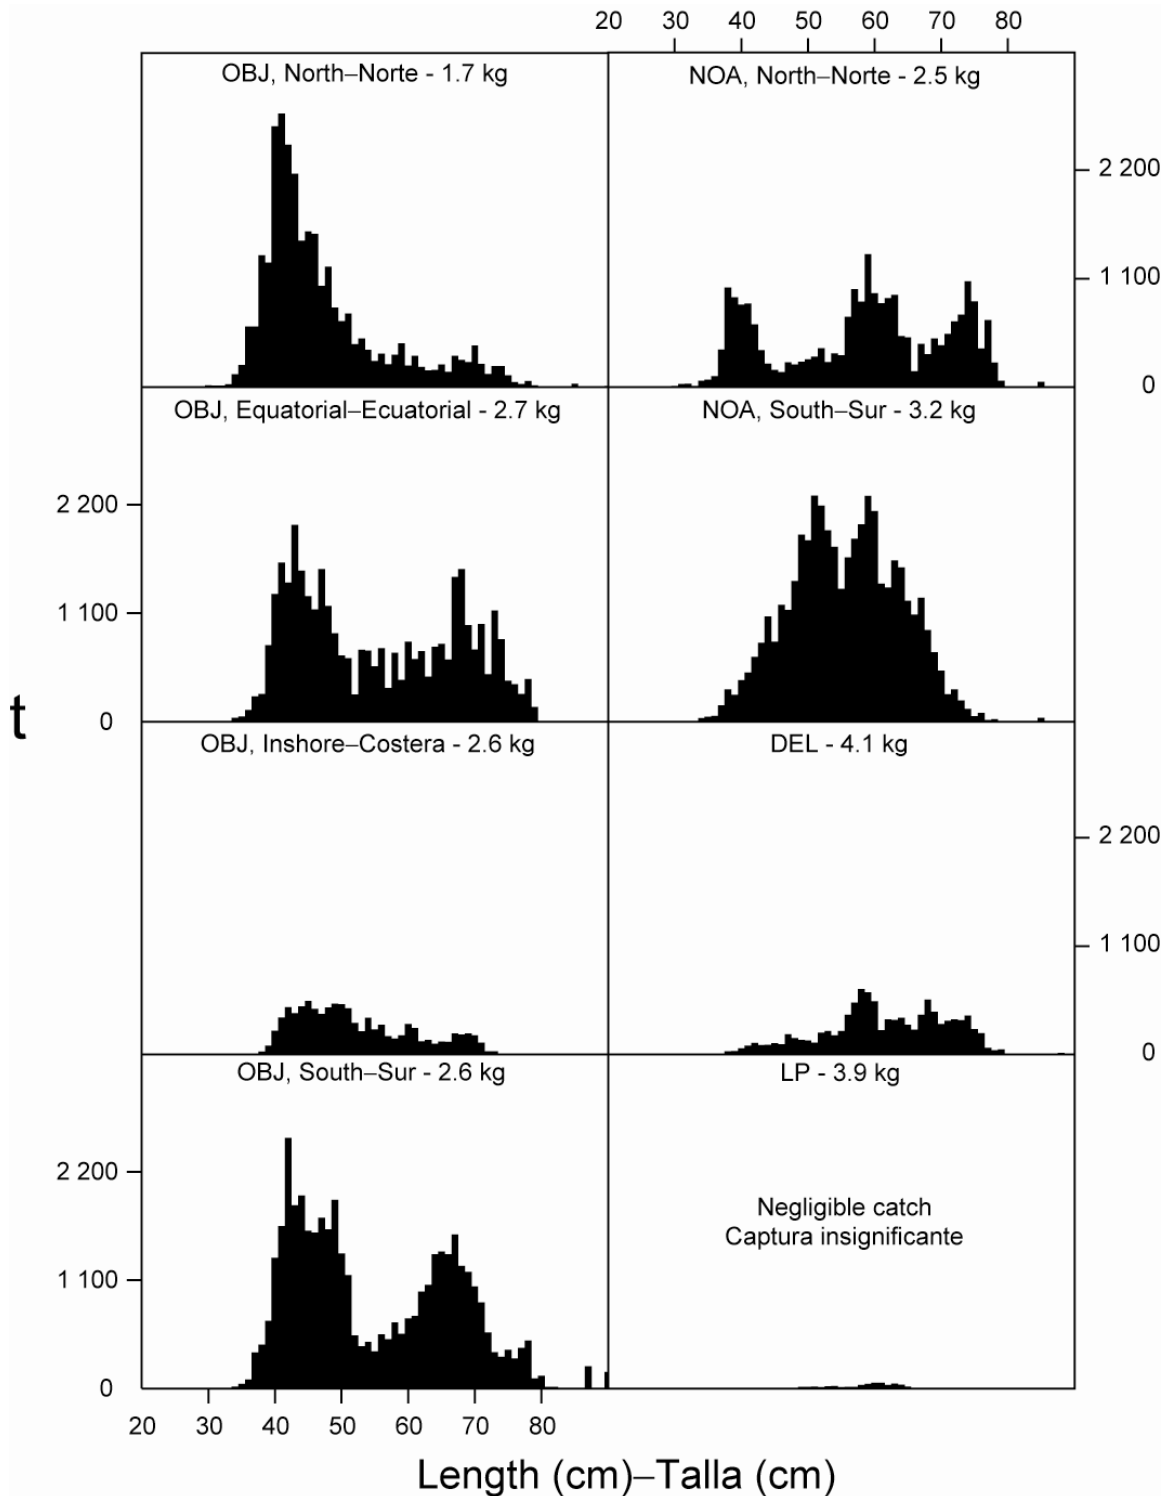 20 30 40 50 60 70 80
OBJ, North–Norte - 1.7 kg
NOA, North–Norte - 2.5 kg
2 200
1 100
0
OBJ, Equatorial–Ecuatorial - 2.7 kg
NOA, South–Sur - 3.2 kg
2 200
1 100
t
0
OBJ, Inshore–Costera - 2.6 kg
DEL - 4.1 kg
2 200
1 100
0
OBJ, South–Sur - 2.6 kg
LP - 3.9 kg
2 200
Negligible catch
Captura insignificante
1 100
0
20 30 40 50 60 70 80
Length (cm)–Talla (cm)